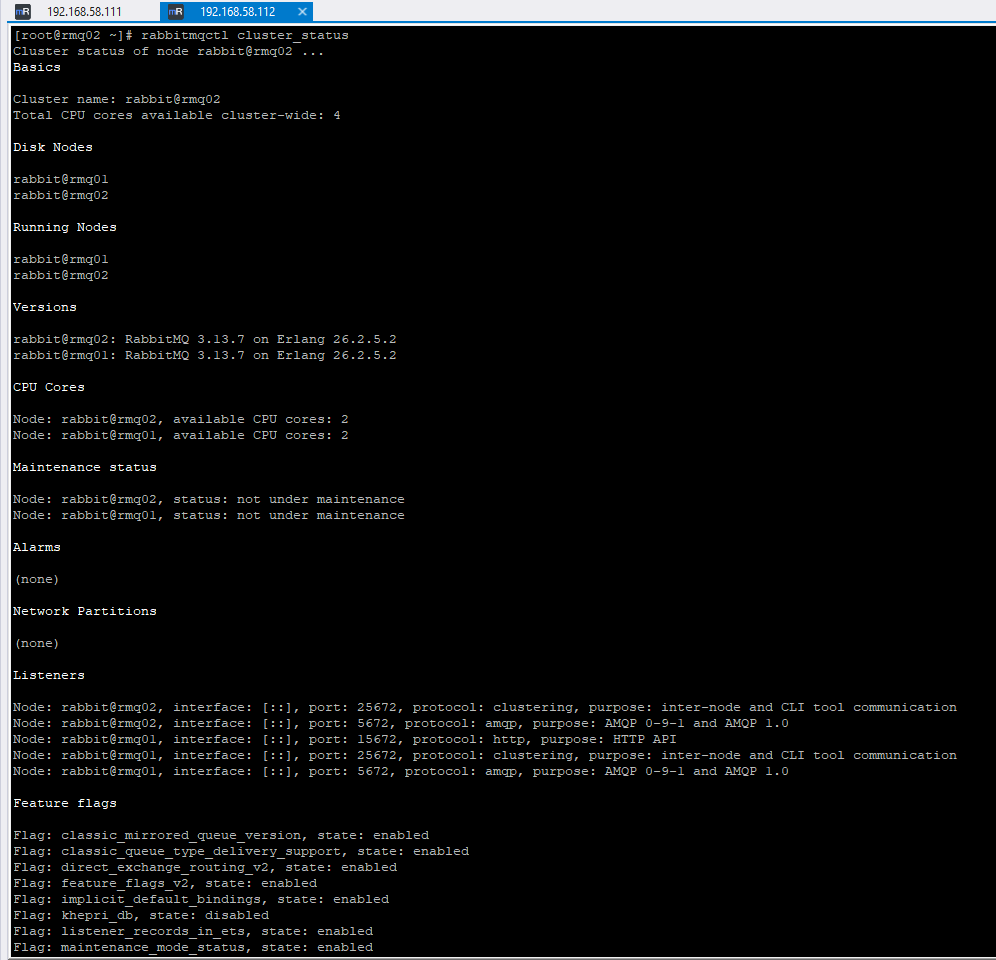 mR 192.168.58.111 mR 192.168.58.112 ×
[root@rmq02 ~]# rabbitmqctl cluster_status
Cluster status of node rabbit@rmq02 ...
Basics
Cluster name: rabbit@rmq02
Total CPU cores available cluster-wide: 4
Disk Nodes
rabbit@rmq01
rabbit@rmq02
Running Nodes
rabbit@rmq01
rabbit@rmq02
Versions
rabbit@rmq02: RabbitMQ 3.13.7 on Erlang 26.2.5.2
rabbit@rmq01: RabbitMQ 3.13.7 on Erlang 26.2.5.2
CPU Cores
Node: rabbit@rmq02, available CPU cores: 2
Node: rabbit@rmq01, available CPU cores: 2
Maintenance status
Node: rabbit@rmq02, status: not under maintenance
Node: rabbit@rmq01, status: not under maintenance
Alarms
(none)
Network Partitions
(none)
Listeners
Node: rabbit@rmq02, interface: [::], port: 25672, protocol: clustering, purpose: inter-node and CLI tool communication
Node: rabbit@rmq02, interface: [::], port: 5672, protocol: amqp, purpose: AMQP 0-9-1 and AMQP 1.0
Node: rabbit@rmq01, interface: [::], port: 15672, protocol: http, purpose: HTTP API
Node: rabbit@rmq01, interface: [::], port: 25672, protocol: clustering, purpose: inter-node and CLI tool communication
Node: rabbit@rmq01, interface: [::], port: 5672, protocol: amqp, purpose: AMQP 0-9-1 and AMQP 1.0
Feature flags
Flag: classic_mirrored_queue_version, state: enabled
Flag: classic_queue_type_delivery_support, state: enabled
Flag: direct_exchange_routing_v2, state: enabled
Flag: feature_flags_v2, state: enabled
Flag: implicit_default_bindings, state: enabled
Flag: khepri_db, state: disabled
Flag: listener_records_in_ets, state: enabled
Flag: maintenance_mode_status, state: enabled